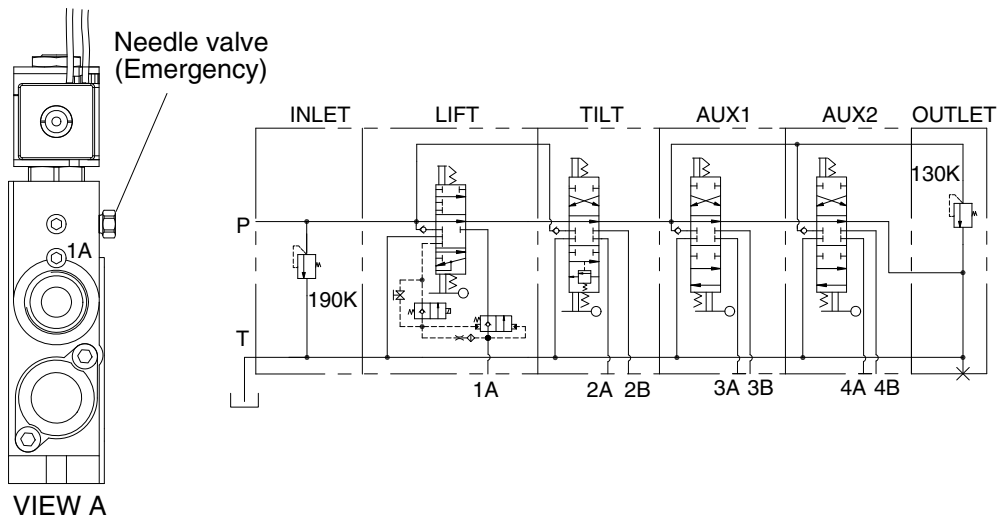 Needle valve
(Emergency)
1A
VIEW A
INLET LIFT TILT AUX1 AUX2 OUTLET
130K
P
190K
T
1A 2A 2B 3A 3B 4A 4B